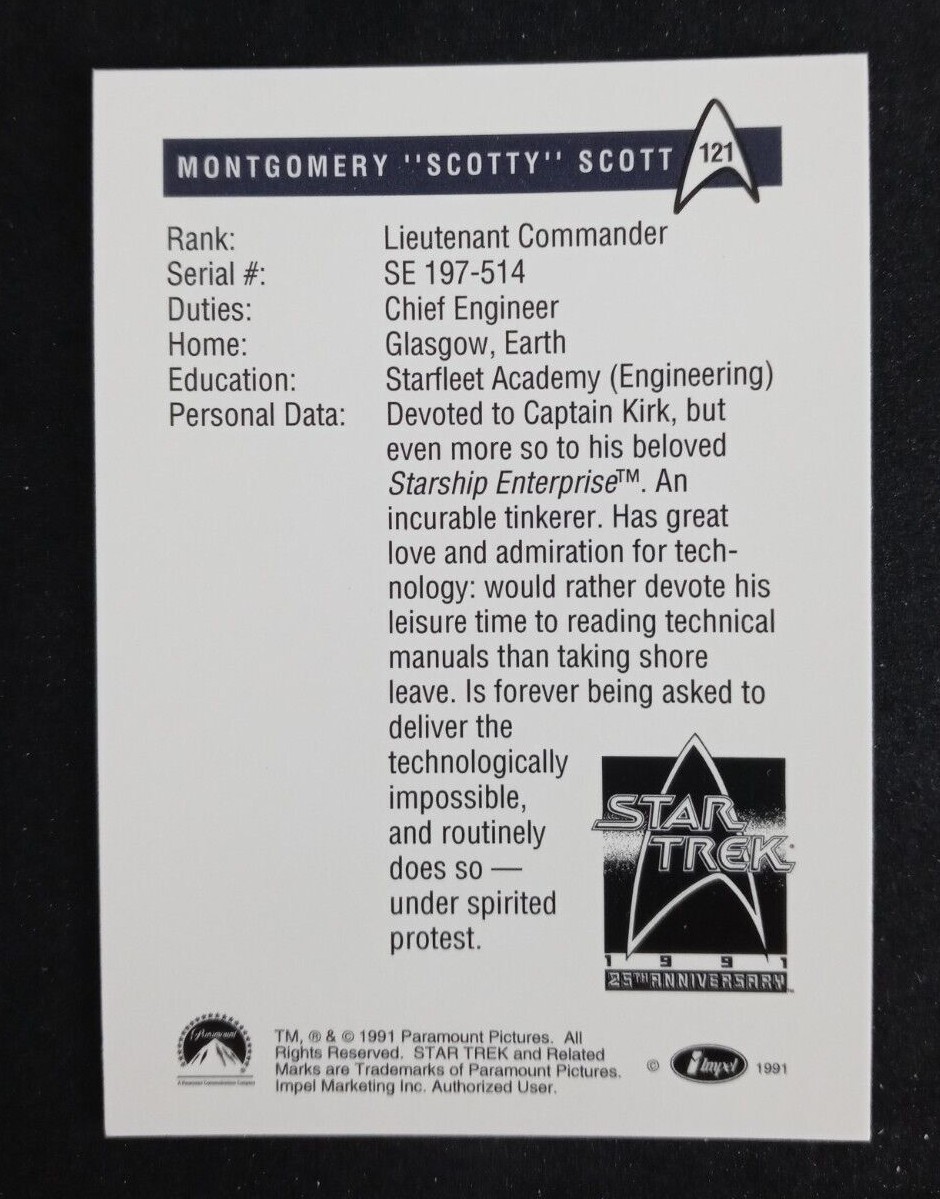 MONTGOMERY "SCOTTY" SCOTT 121
Rank: Lieutenant Commander
Serial #: SE 197-514
Duties: Chief Engineer
Home: Glasgow, Earth
Education: Starfleet Academy (Engineering)
Personal Data: Devoted to Captain Kirk, but
even more so to his beloved
Starship Enterprise™. An
incurable tinkerer. Has great
love and admiration for tech-
nology: would rather devote his
leisure time to reading technical
manuals than taking shore
leave. Is forever being asked to
deliver the
technologically
impossible,
and routinely
does so —
under spirited
protest.
STAR
TREK
1991
25TH ANNIVERSARY
Paramount
TM, ® & © 1991 Paramount Pictures. All
Rights Reserved. STAR TREK and Related
Marks are Trademarks of Paramount Pictures.
Impel Marketing Inc. Authorized User.
© Impel 1991